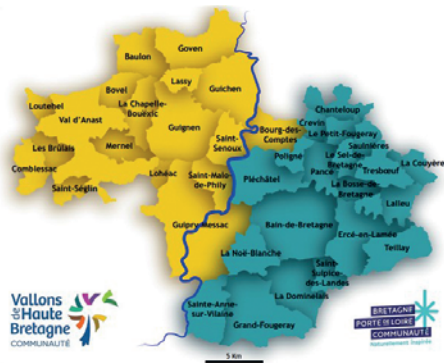 Goven
Baulon
Lassy
Guichen
Bovel
Loutehel
La Chapelle-
Bouëxic
Val d'Anast
Guignen
Chanteloup
Crevin
Bourg-des-
Comptes
Le Petit-Fougeray
Les Brûlais
Mernel
Saint-
Senoux
Saulnières
Poligné
Le Sel-de-
Bretagne
La Couyère
Comblessac
Lohéac
Saint-Malo-
de-Phily
Pléchâtel
Pancé
Tresbœuf
Saint-Séglin
La Bosse-de-
Bretagne
Lalleu
Guipry-Messac
Bain-de-Bretagne
Ercé-en-Lamée
Teillay
La Noë-Blanche
Saint-
Sulpice-
des-Landes
La Dominelais
Sainte-Anne-
sur-Vilaine
Grand-Fougeray
Vallons
de Haute
Bretagne
COMMUNAUTÉ
BRETAGNE
PORTE DE LOIRE
COMMUNAUTÉ
Naturellement inspirée
5 Km